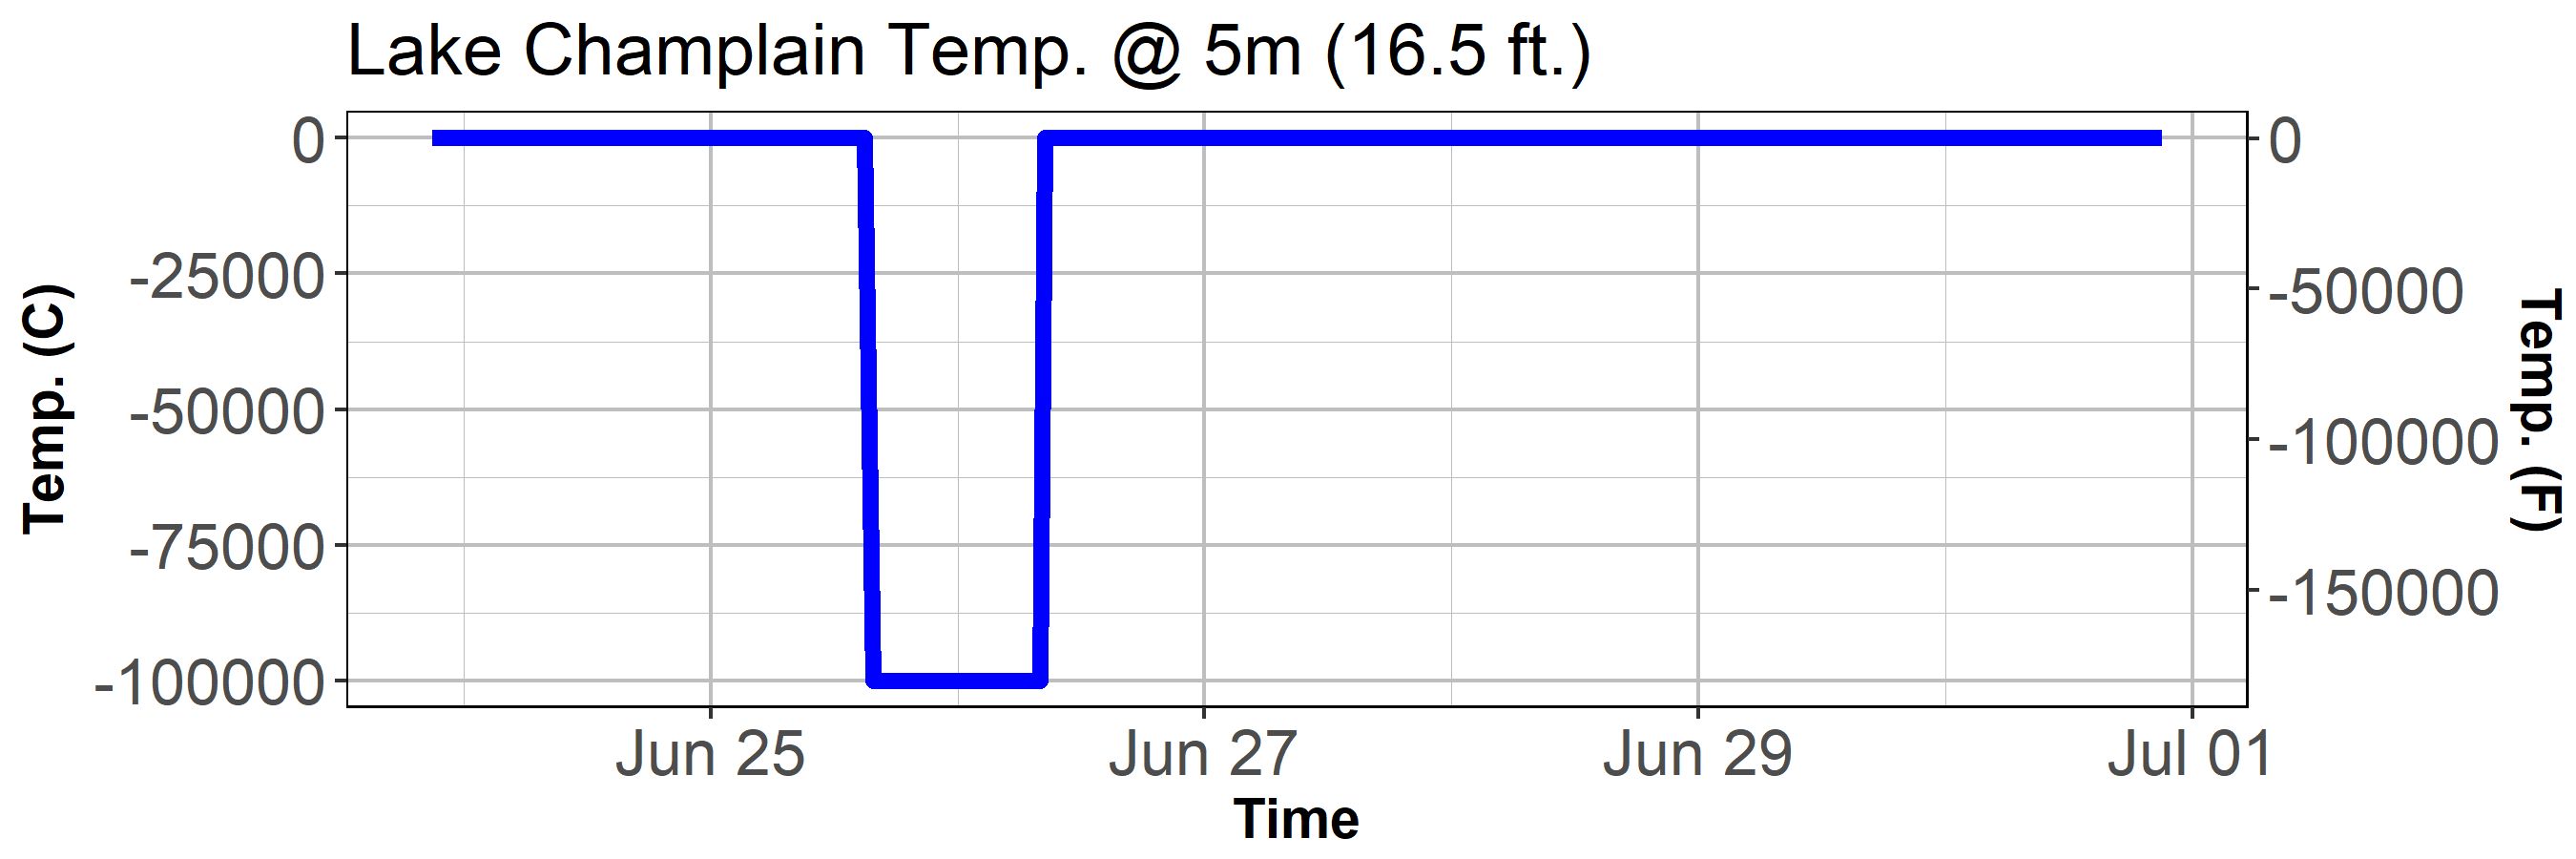 Lake Champlain Temp. @ 5m (16.5 ft.)
Temp. (C)
0
-25000
-50000
-75000
-100000
0
-50000
-100000
-150000
Temp. (F)
Jun 25
Jun 27
Jun 29
Jul 01
Time